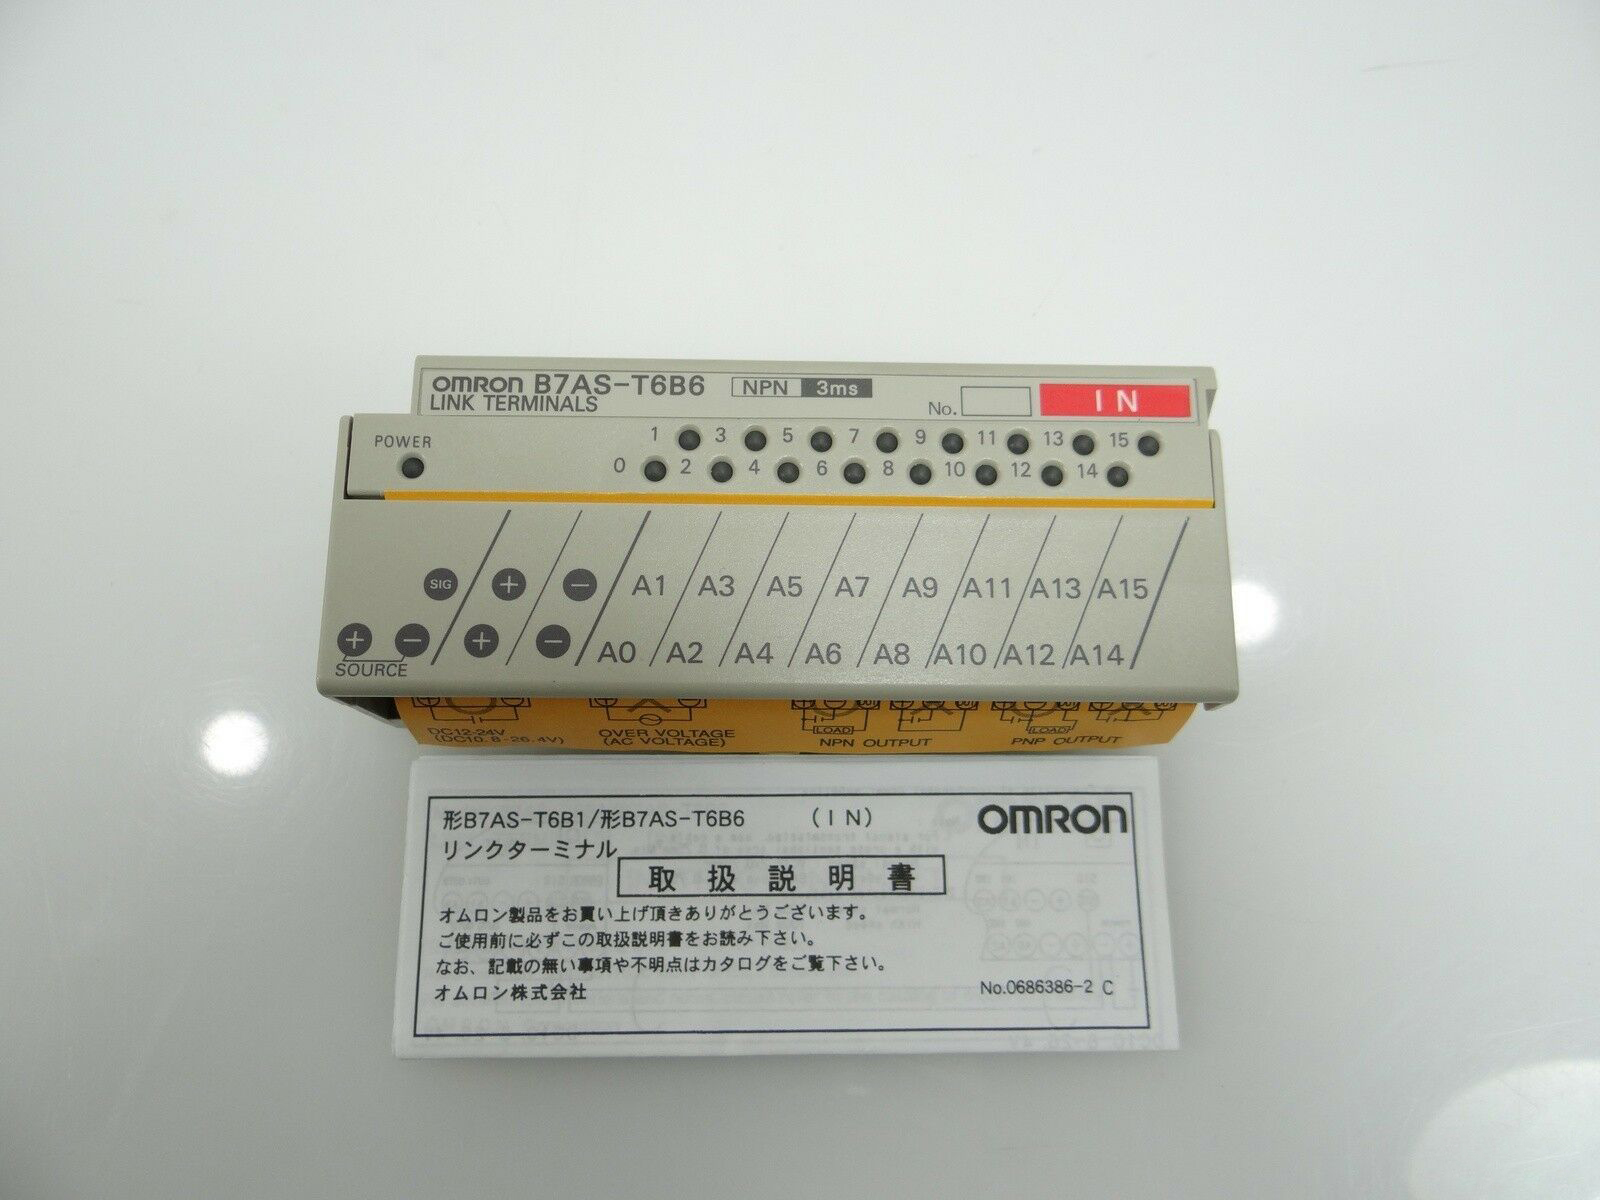 OMRON B7AS-T6B6 NPN 3ms
LINK TERMINALS
No. IN
POWER
1 3 5 7 9 11 13 15
0 2 4 6 8 10 12 14
SIG + − A1 A3 A5 A7 A9 A11 A13 A15
+ − + − A0 A2 A4 A6 A8 A10 A12 A14
SOURCE
LOAD LOAD
DC12-24V OVER VOLTAGE NPN OUTPUT PNP OUTPUT
(DC10.8-26.4V) (AC VOLTAGE)
形B7AS-T6B1/形B7AS-T6B6 (IN) OMRON
リンクターミナル
取扱説明書
オムロン製品をお買い上げ頂きありがとうございます。
ご使用前に必ずこの取扱説明書をお読み下さい。
なお、記載の無い事項や不明点はカタログをご覧下さい。
オムロン株式会社 No.0686386-2 C